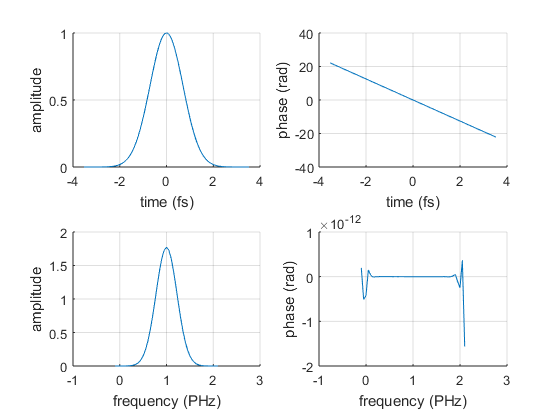 amplitude
1
0.5
0
-4 -2 0 2 4
time (fs)
phase (rad)
40
20
0
-20
-40
-4 -2 0 2 4
time (fs)
amplitude
2
1.5
1
0.5
0
-1 0 1 2 3
frequency (PHz)
×10^-12
phase (rad)
1
0
-1
-2
-1 0 1 2 3
frequency (PHz)